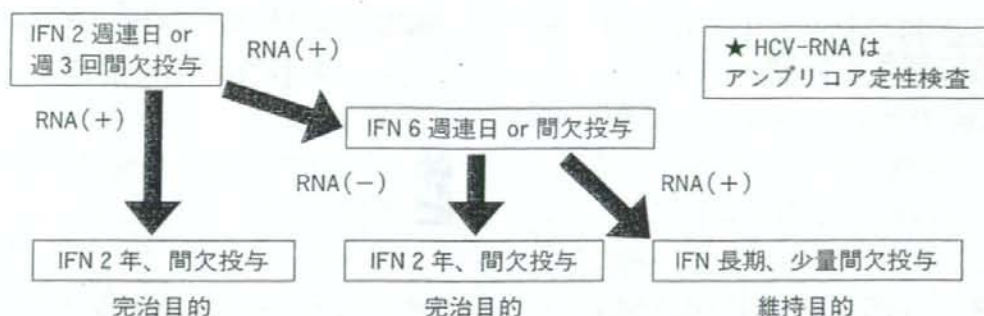 IFN 2 週連日 or
週3回間欠投与
RNA(+)
★ HCV-RNA は
アンプリコア定性検査
RNA(+)
IFN 6 週連日 or 間欠投与
RNA(−)
RNA(+)
IFN 2 年、間欠投与
IFN 2 年、間欠投与
IFN 長期、少量間欠投与
完治目的
完治目的
維持目的